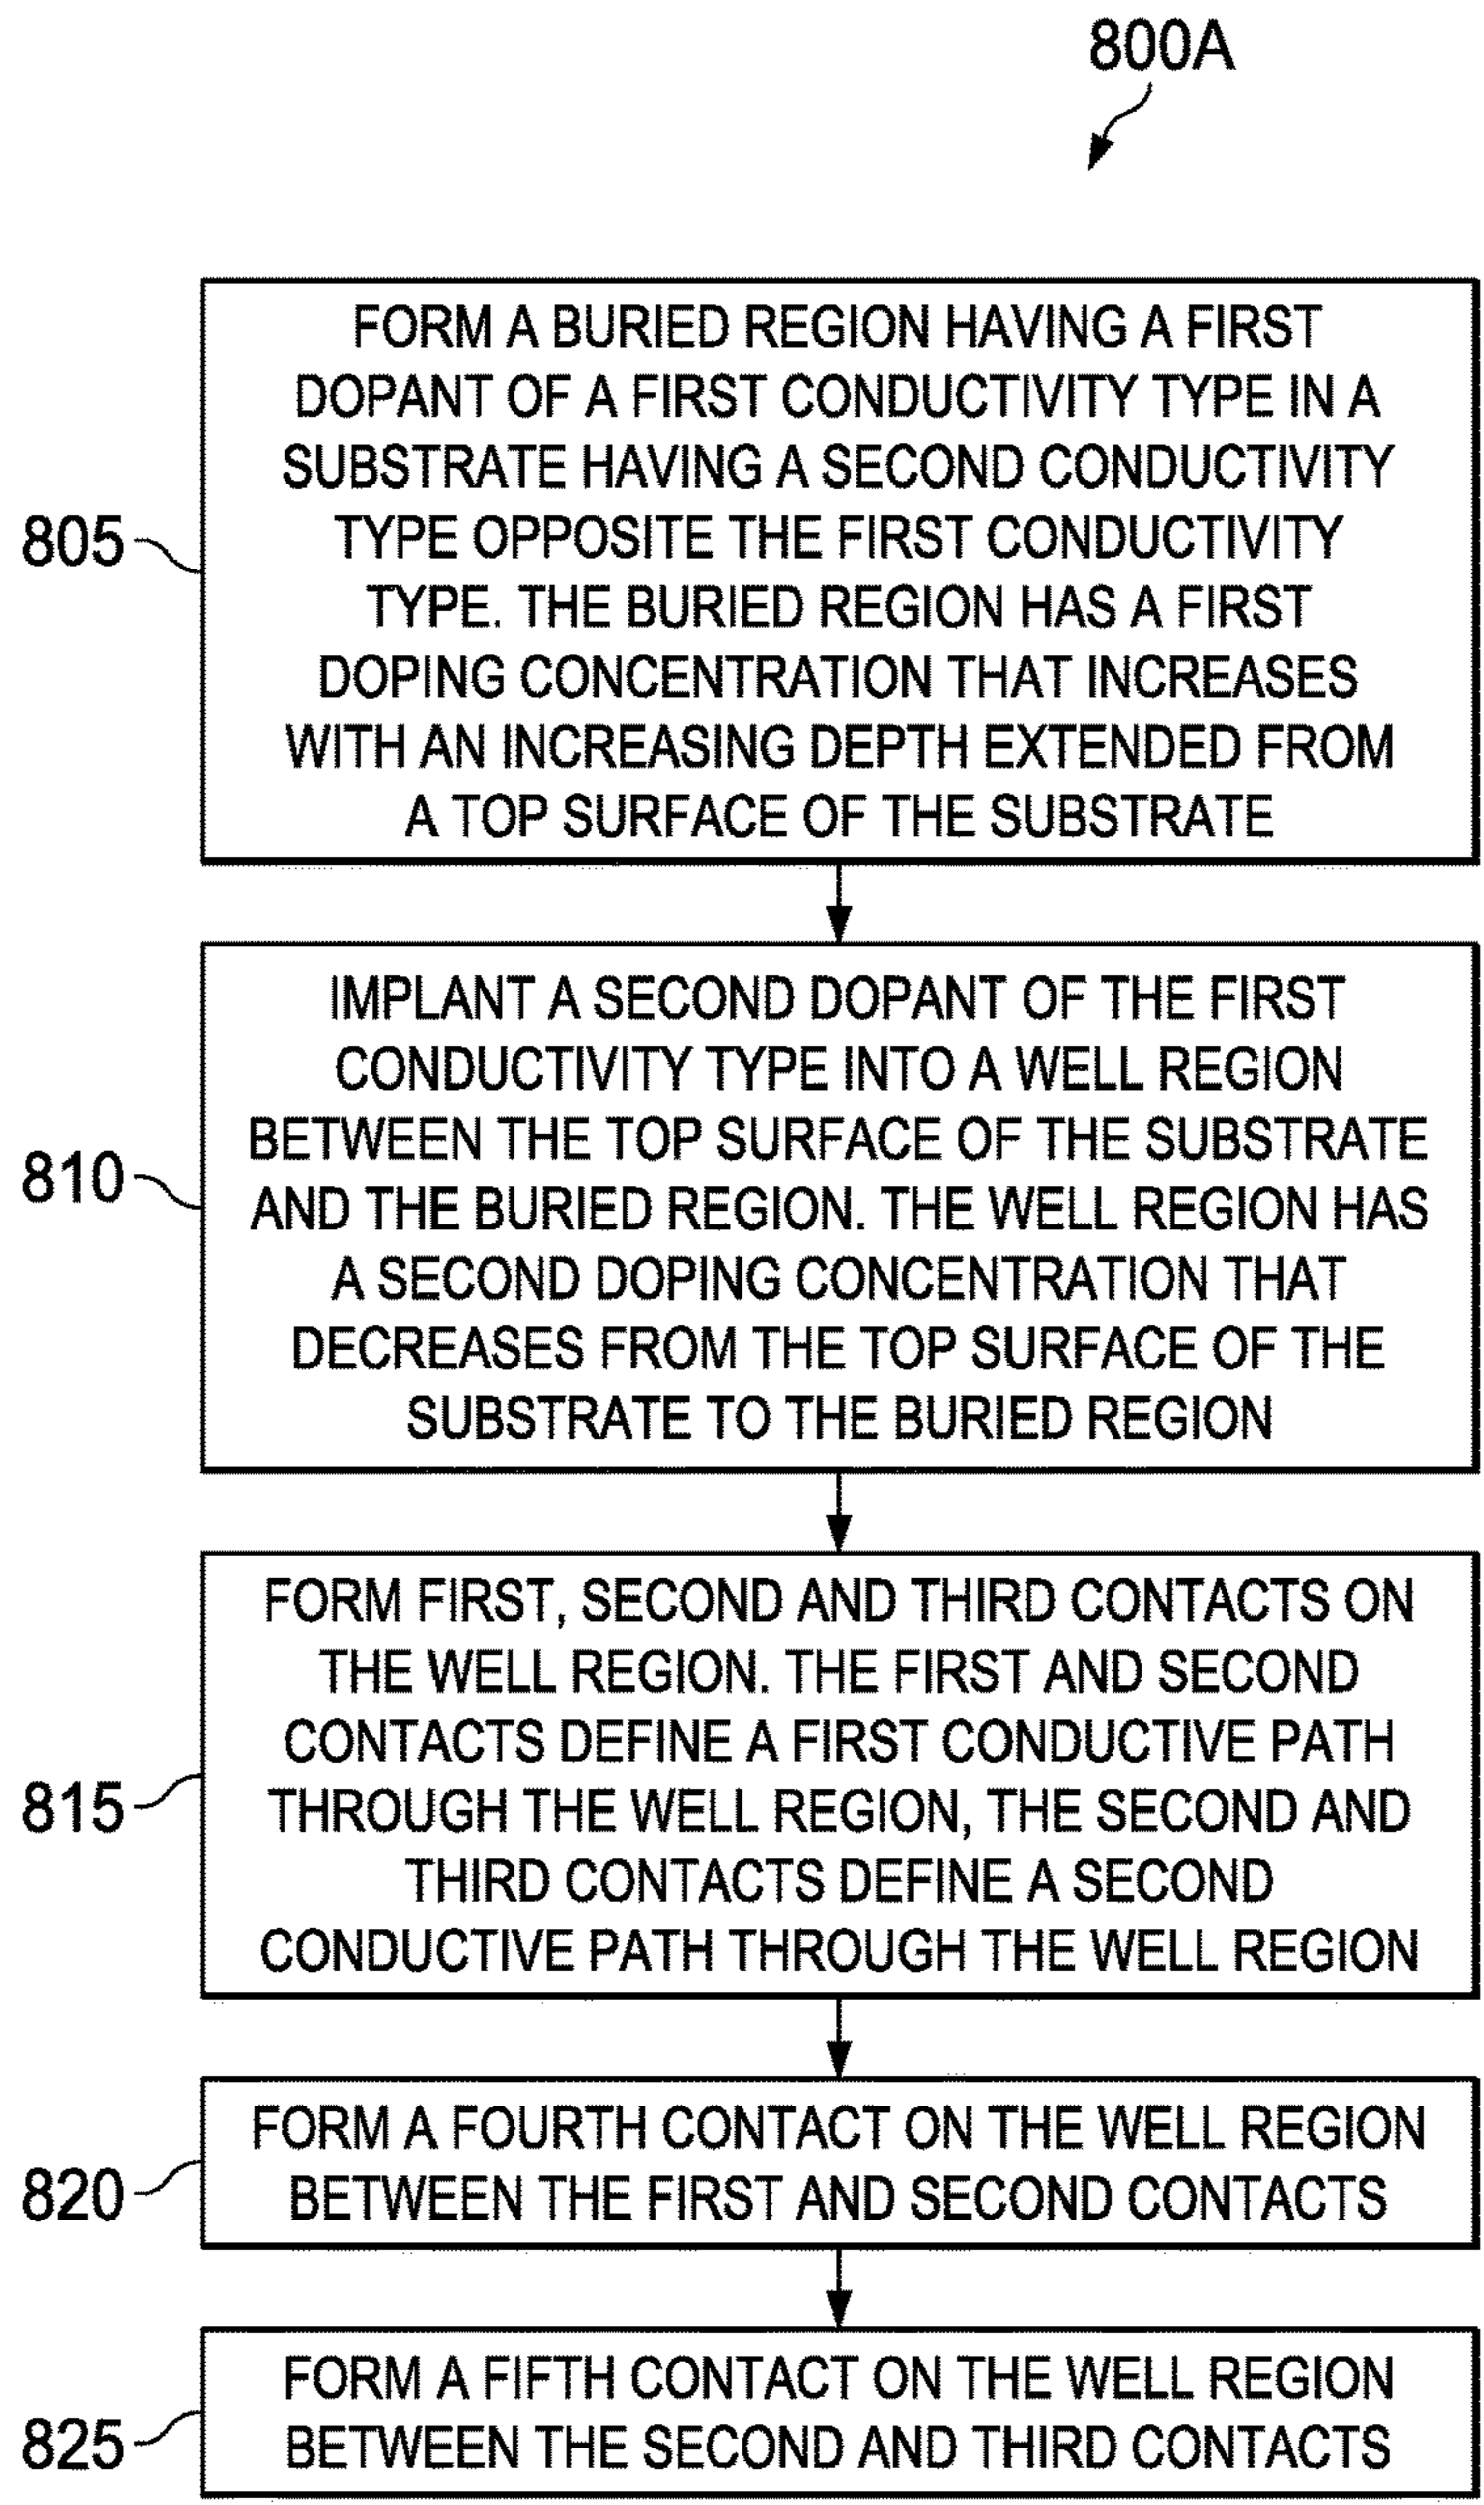 800A
FORM A BURIED REGION HAVING A FIRST
DOPANT OF A FIRST CONDUCTIVITY TYPE IN A
SUBSTRATE HAVING A SECOND CONDUCTIVITY
TYPE OPPOSITE THE FIRST CONDUCTIVITY
TYPE. THE BURIED REGION HAS A FIRST
DOPING CONCENTRATION THAT INCREASES
WITH AN INCREASING DEPTH EXTENDED FROM
A TOP SURFACE OF THE SUBSTRATE
805
IMPLANT A SECOND DOPANT OF THE FIRST
CONDUCTIVITY TYPE INTO A WELL REGION
BETWEEN THE TOP SURFACE OF THE SUBSTRATE
AND THE BURIED REGION. THE WELL REGION HAS
A SECOND DOPING CONCENTRATION THAT
DECREASES FROM THE TOP SURFACE OF THE
SUBSTRATE TO THE BURIED REGION
810
FORM FIRST, SECOND AND THIRD CONTACTS ON
THE WELL REGION. THE FIRST AND SECOND
CONTACTS DEFINE A FIRST CONDUCTIVE PATH
THROUGH THE WELL REGION, THE SECOND AND
THIRD CONTACTS DEFINE A SECOND
CONDUCTIVE PATH THROUGH THE WELL REGION
815
FORM A FOURTH CONTACT ON THE WELL REGION
BETWEEN THE FIRST AND SECOND CONTACTS
820
FORM A FIFTH CONTACT ON THE WELL REGION
BETWEEN THE SECOND AND THIRD CONTACTS
825